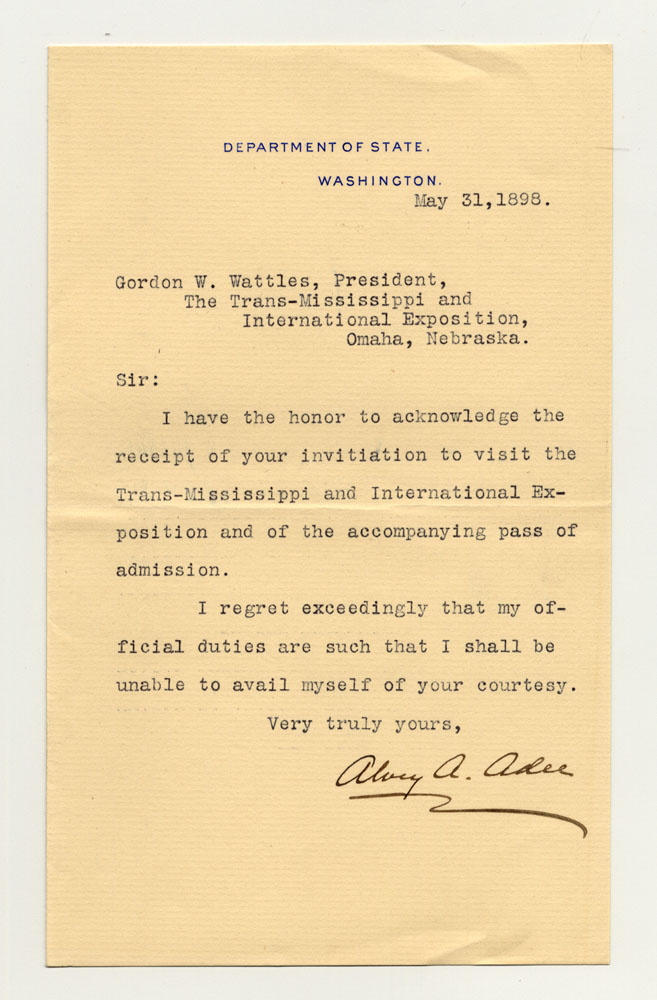 DEPARTMENT OF STATE.
WASHINGTON.
May 31,1898.
Gordon W. Wattles, President,
The Trans-Mississippi and
International Exposition,
Omaha, Nebraska.
Sir:
I have the honor to acknowledge the
receipt of your invitiation to visit the
Trans-Mississippi and International Ex-
position and of the accompanying pass of
admission.
I regret exceedingly that my of-
ficial duties are such that I shall be
unable to avail myself of your courtesy.
Very truly yours,
Alvey A. Adee